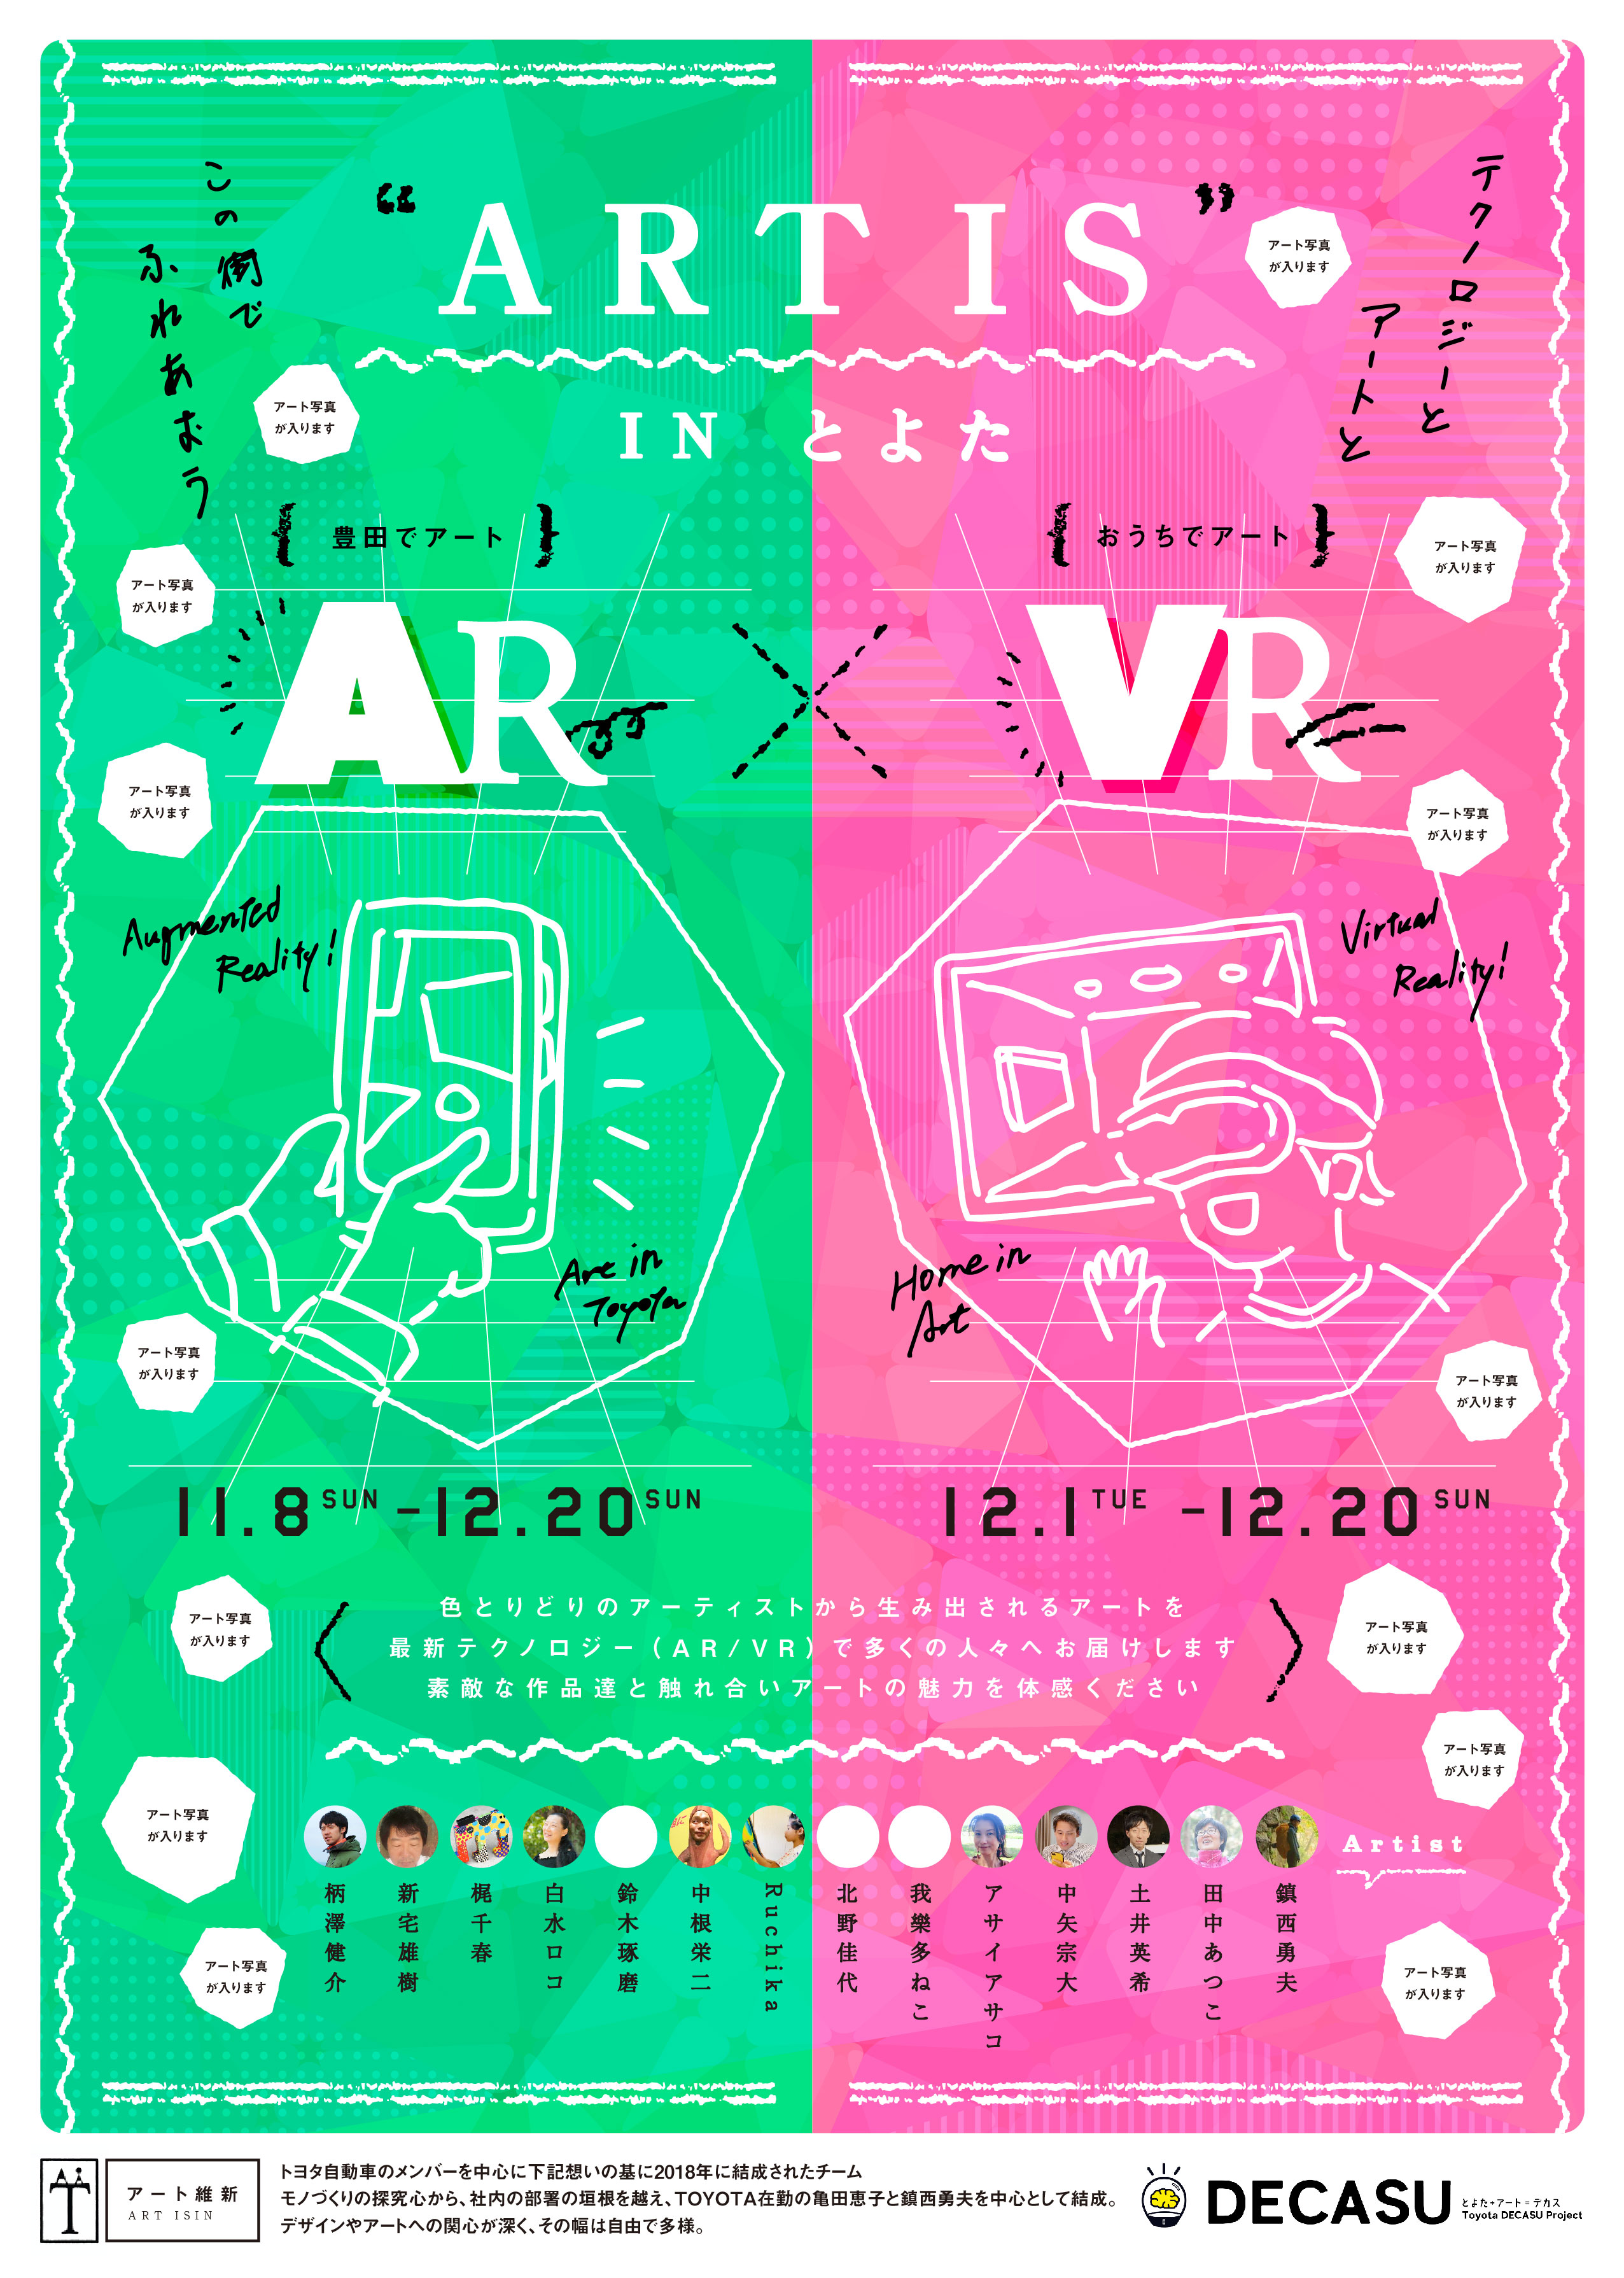 テクノロジーと
アートと
この街で
ふれあおう
“ARTIS”
IN とよた
アート写真
が入ります
アート写真
が入ります
{ 豊田でアート }
{ おうちでアート }
アート写真
が入ります
アート写真
が入ります
AR
する
×
VR
アート写真
が入ります
アート写真
が入ります
Augmented
Reality!
Virtual
Reality!
Art in
Toyota
Home in
Art
アート写真
が入ります
アート写真
が入ります
11.8 SUN -12.20 SUN
12.1 TUE -12.20 SUN
アート写真
が入ります
色とりどりのアーティストから生み出されるアートを
最新テクノロジー(AR/VR)で多くの人々へお届けします
素敵な作品達と触れ合いアートの魅力を体感ください
アート写真
が入ります
アート写真
が入ります
アート写真
が入ります
Artist
柄澤健介
新宅雄樹
梶千春
白水ロコ
鈴木琢磨
中根栄二
Ruchika
北野佳代
我樂多ねこ
アサイアサコ
中矢宗大
土井英希
田中あつこ
鎮西勇夫
アート写真
が入ります
アート写真
が入ります
アート維新
ART ISIN
トヨタ自動車のメンバーを中心に下記想いの基に2018年に結成されたチーム
モノづくりの探究心から、社内の部署の垣根を越え、TOYOTA在勤の亀田恵子と鎮西勇夫を中心として結成。
デザインやアートへの関心が深く、その幅は自由で多様。
DECASU
とよた+アート=デカス
Toyota DECASU Project